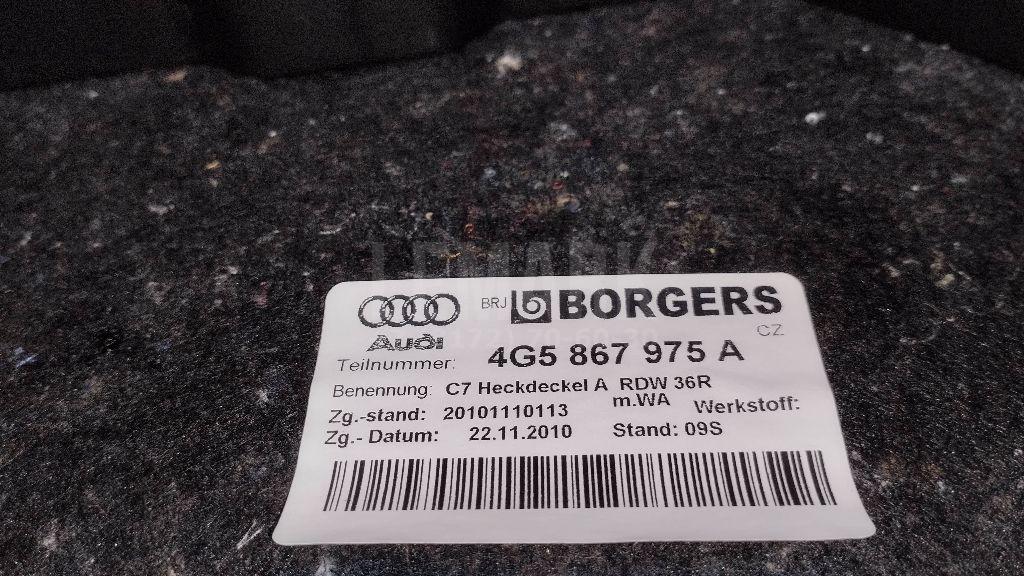 BRJ BORGERS
CZ
Audi
Teilnummer: 4G5 867 975 A
Benennung: C7 Heckdeckel A RDW 36R
m.WA
Zg.-stand: 20101110113 Werkstoff:
Zg.- Datum: 22.11.2010 Stand: 09S
LEMARK